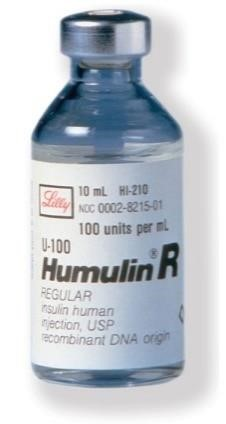 Lilly
10 mL HI-210
NDC 0002-8215-01
100 units per mL
U-100
Humulin® R
REGULAR
insulin human
injection, USP
recombinant DNA origin